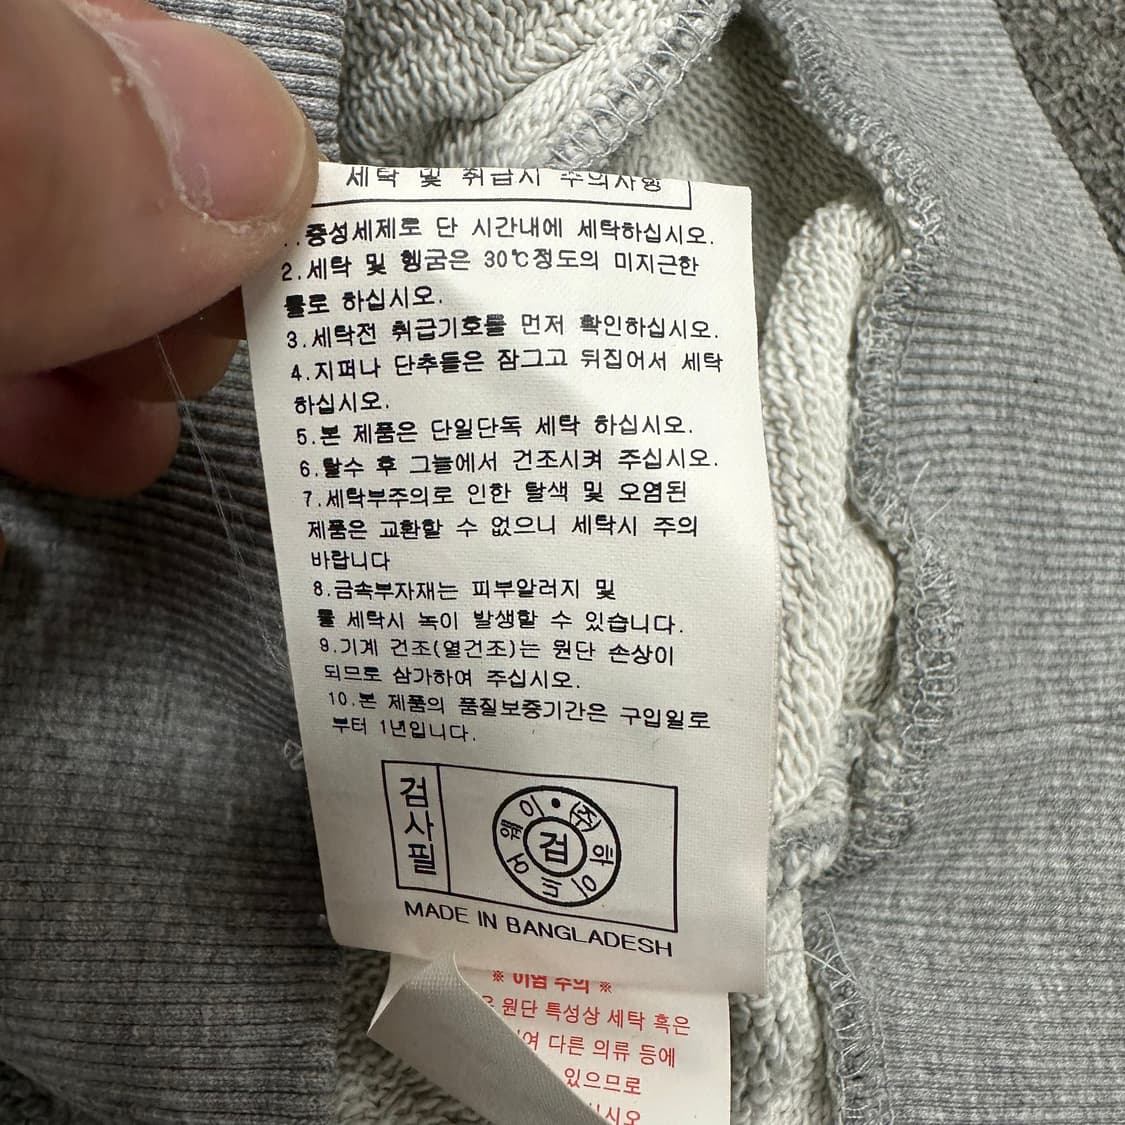 세탁 및 취급시 주의사항
1.중성세제로 단 시간내에 세탁하십시오.
2.세탁 및 헹굼은 30℃정도의 미지근한
물로 하십시오.
3.세탁전 취급기호를 먼저 확인하십시오.
4.지퍼나 단추들은 잠그고 뒤집어서 세탁
하십시오.
5.본 제품은 단일단독 세탁 하십시오.
6.탈수 후 그늘에서 건조시켜 주십시오.
7.세탁부주의로 인한 탈색 및 오염된
제품은 교환할 수 없으니 세탁시 주의
바랍니다
8.금속부자재는 피부알러지 및
물 세탁시 녹이 발생할 수 있습니다.
9.기계 건조(열건조)는 원단 손상이
되므로 삼가하여 주십시오.
10.본 제품의 품질보증기간은 구입일로
부터 1년입니다.
검사필
검
MADE IN BANGLADESH
※ 이염 주의 ※
원단 특성상 세탁 혹은
다른 의류 등에
있으므로